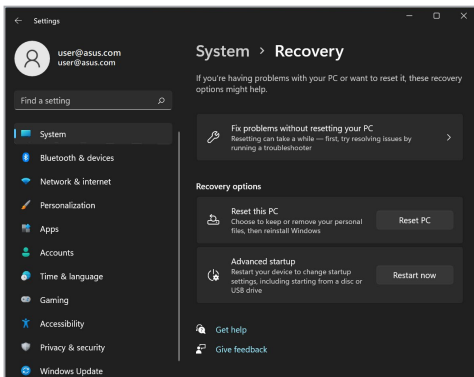 Settings
user@asus.com
user@asus.com
Find a setting
System
Bluetooth & devices
Network & internet
Personalization
Apps
Accounts
Time & language
Gaming
Accessibility
Privacy & security
Windows Update
System > Recovery
If you're having problems with your PC or want to reset it, these recovery
options might help.
Fix problems without resetting your PC
Resetting can take a while — first, try resolving issues by
running a troubleshooter
Recovery options
Reset this PC
Choose to keep or remove your personal
files, then reinstall Windows
Reset PC
Advanced startup
Restart your device to change startup
settings, including starting from a disc or
USB drive
Restart now
Get help
Give feedback